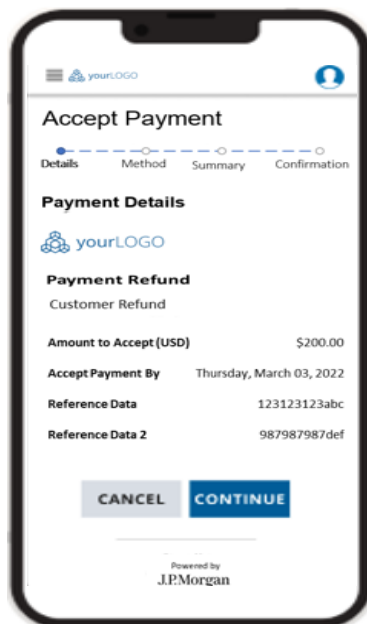 yourLOGO
Accept Payment
Details Method Summary Confirmation
Payment Details
yourLOGO
Payment Refund
Customer Refund
Amount to Accept (USD) $200.00
Accept Payment By Thursday, March 03, 2022
Reference Data 123123123abc
Reference Data 2 987987987def
CANCEL CONTINUE
Powered by
J.P.Morgan